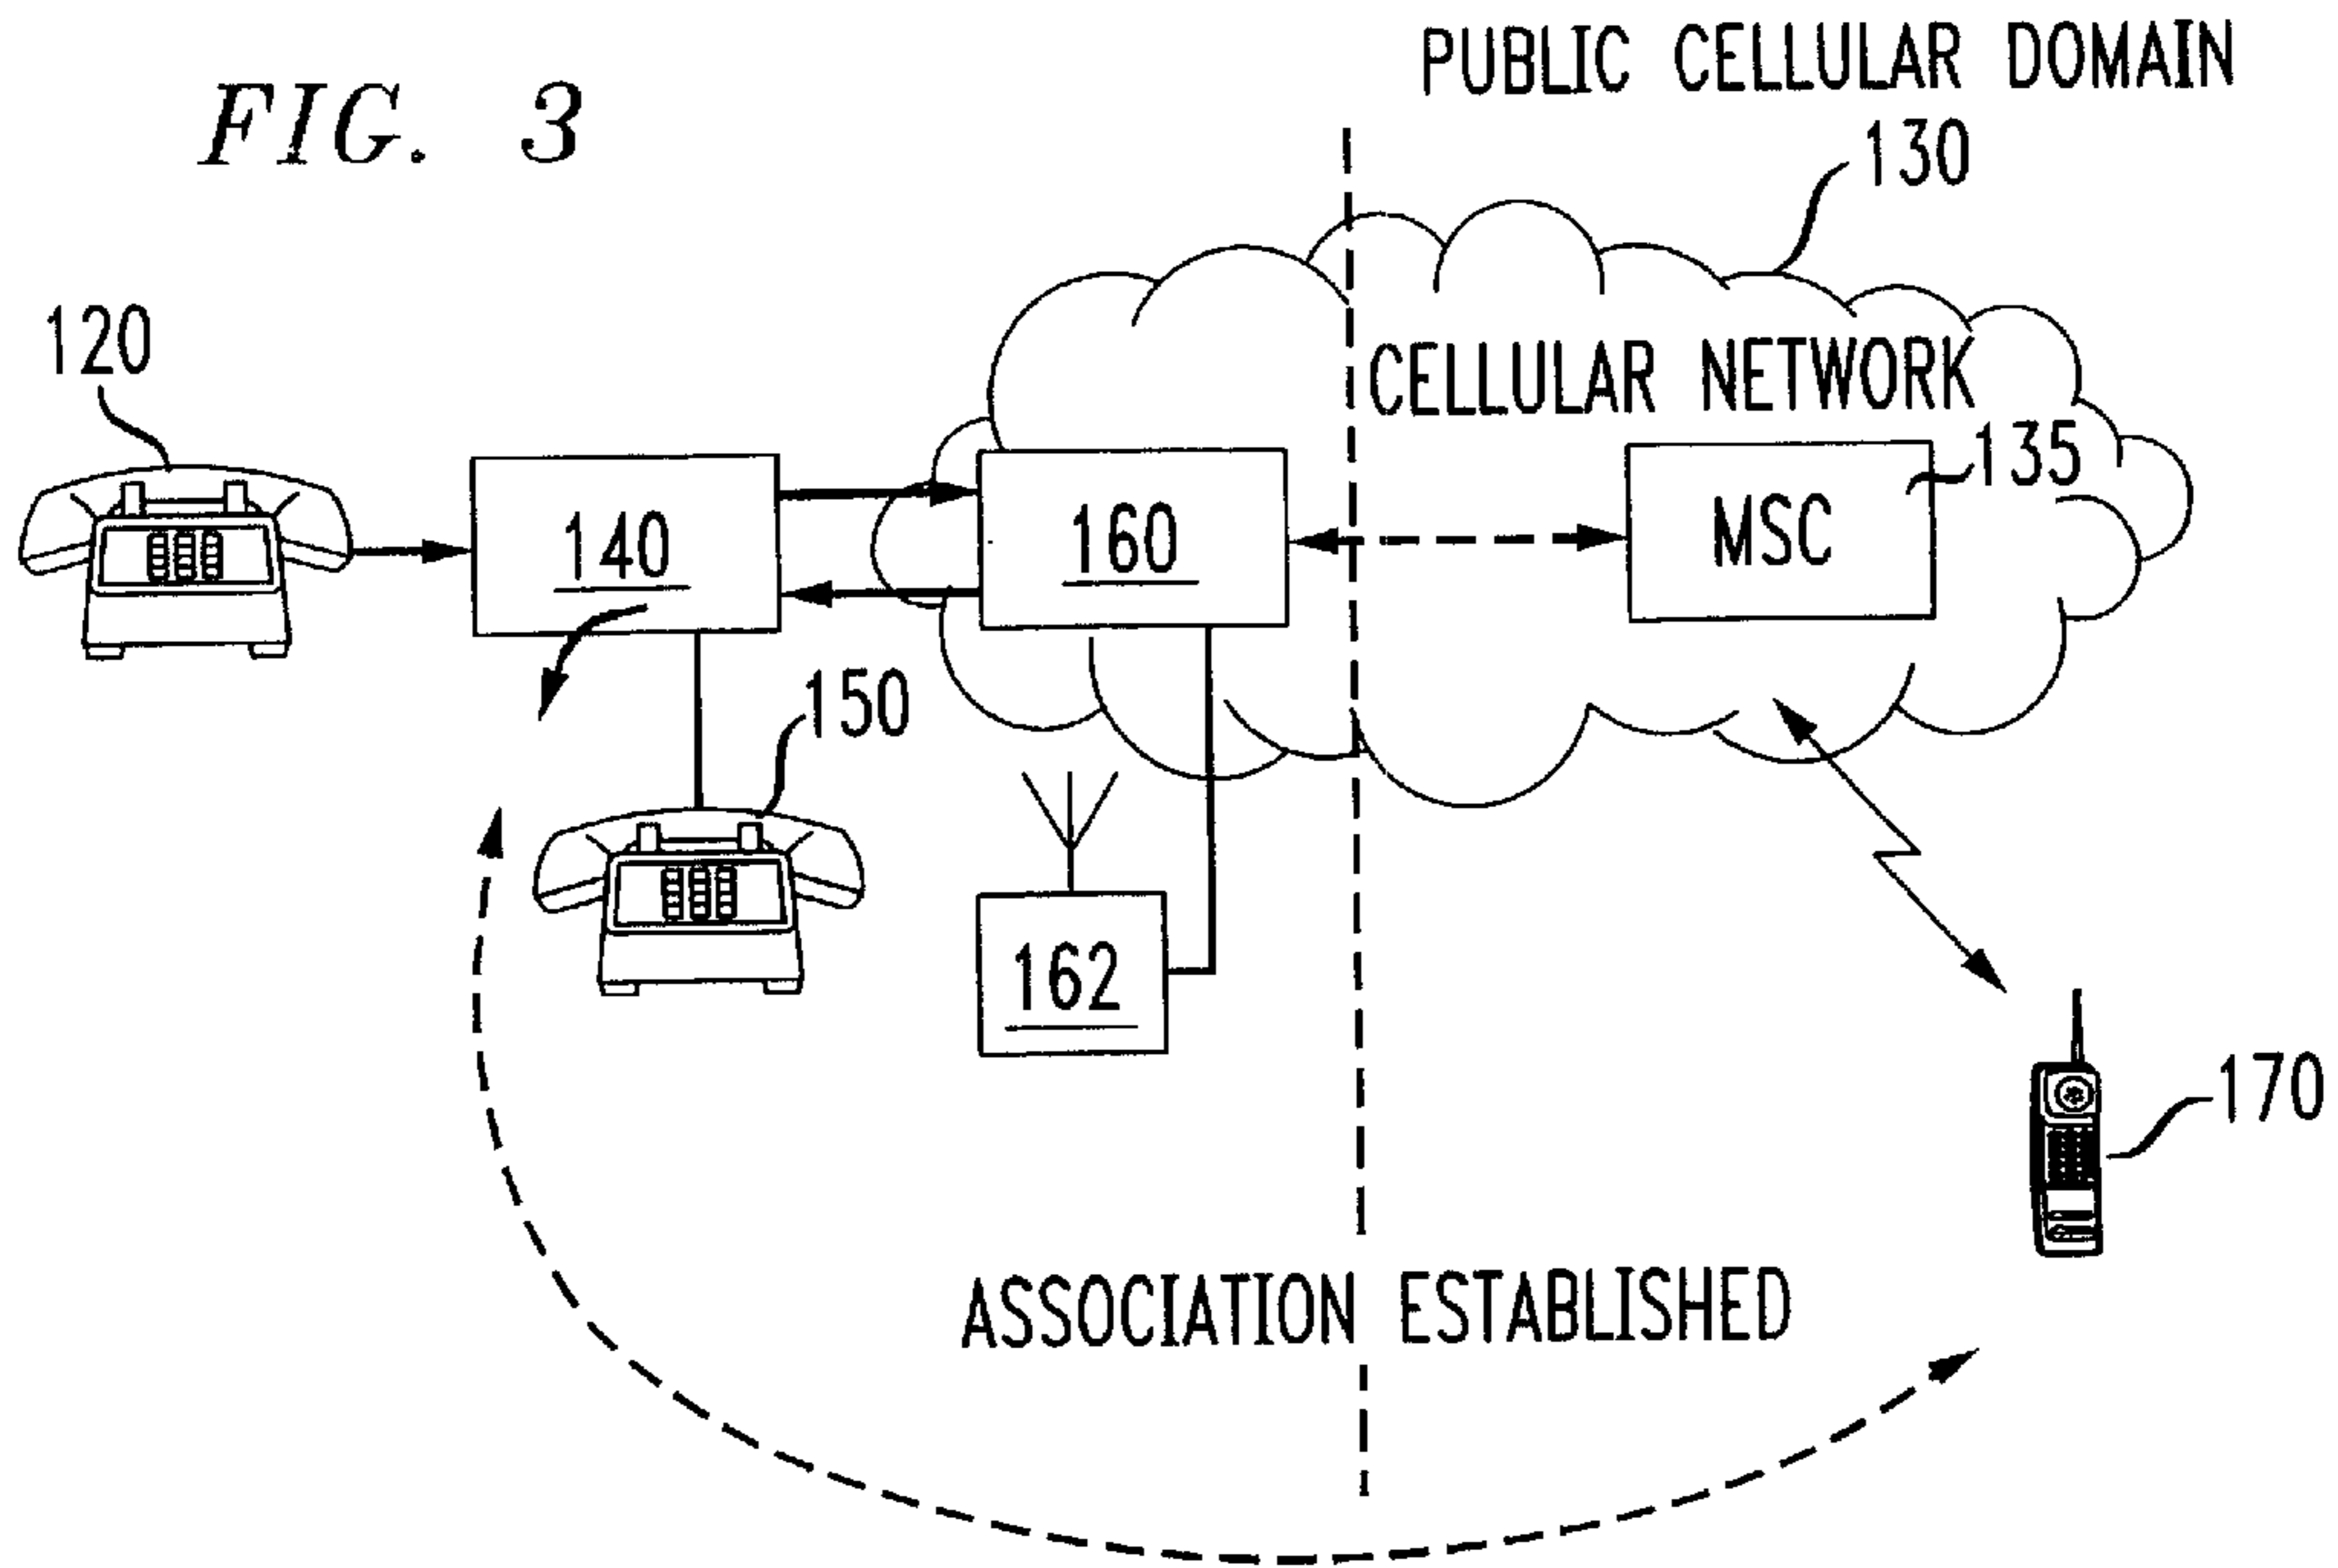 PUBLIC CELLULAR DOMAIN
FIG. 3
130
120
CELLULAR NETWORK
135
140
160
MSC
150
162
170
ASSOCIATION ESTABLISHED